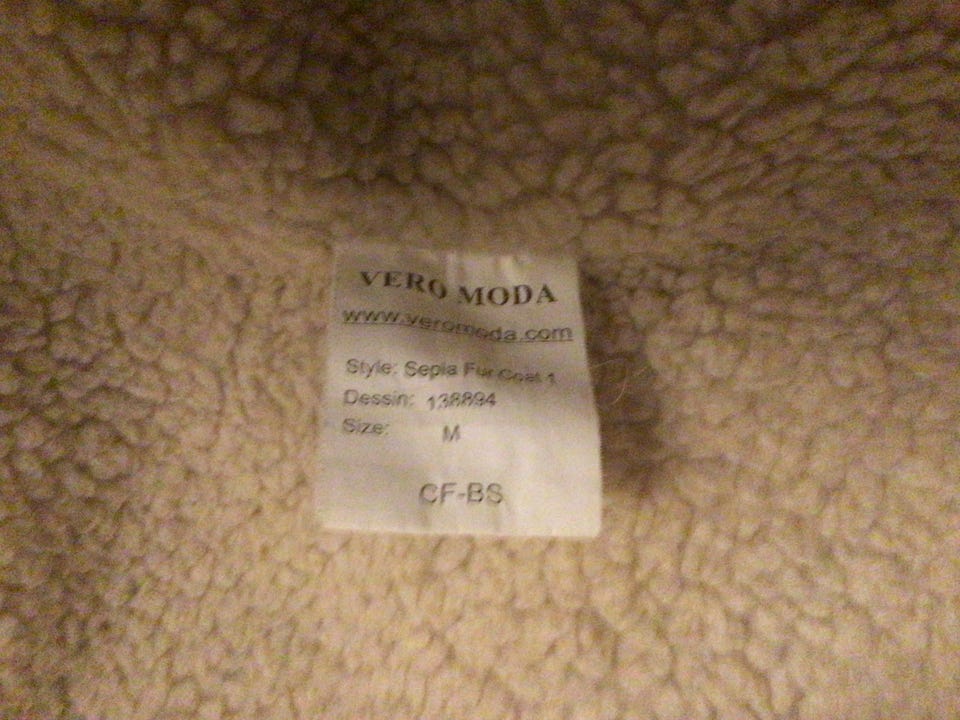 VERO MODA
www.veromoda.com
Style: Sepia Fur Coat 1
Dessin: 138894
Size: M
CF-BS